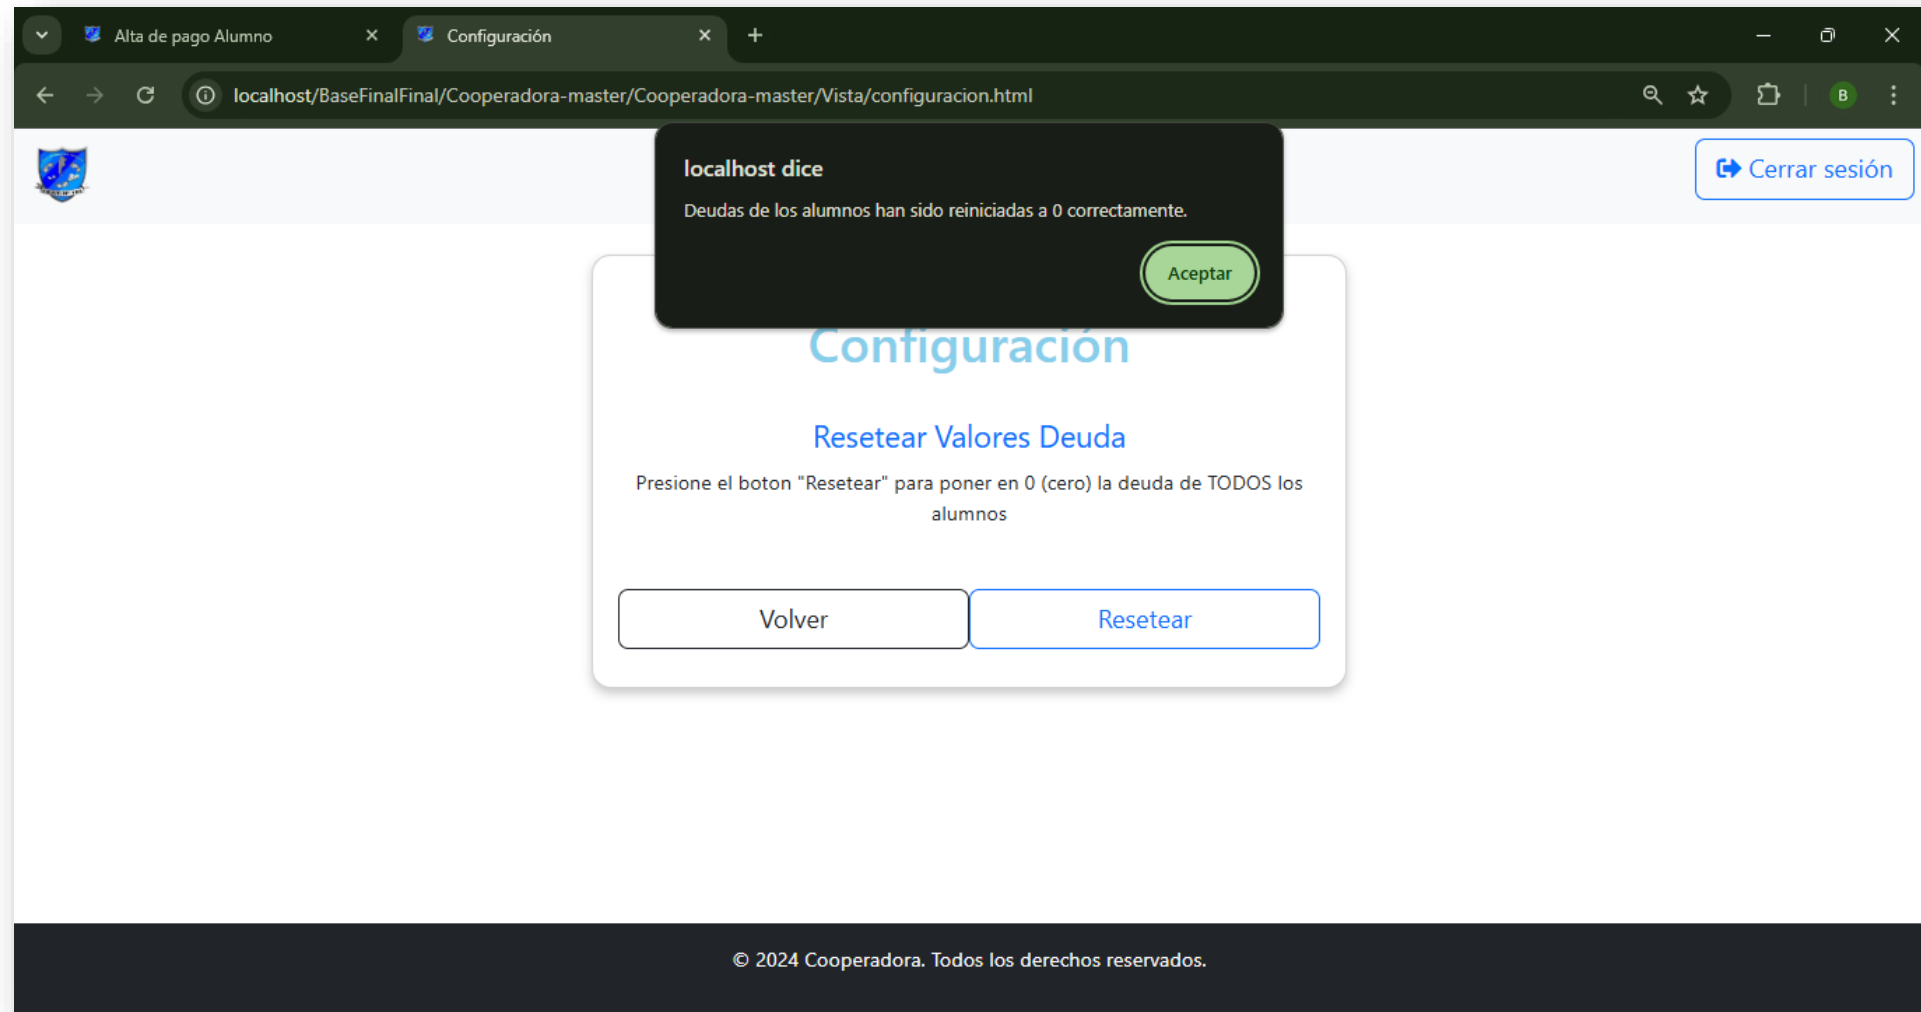 Alta de pago Alumno
Configuración
localhost/BaseFinalFinal/Cooperadora-master/Cooperadora-master/Vista/configuracion.html
B
localhost dice
Deudas de los alumnos han sido reiniciadas a 0 correctamente.
Aceptar
Cerrar sesión
Configuración
Resetear Valores Deuda
Presione el boton "Resetear" para poner en 0 (cero) la deuda de TODOS los
alumnos
Volver
Resetear
© 2024 Cooperadora. Todos los derechos reservados.